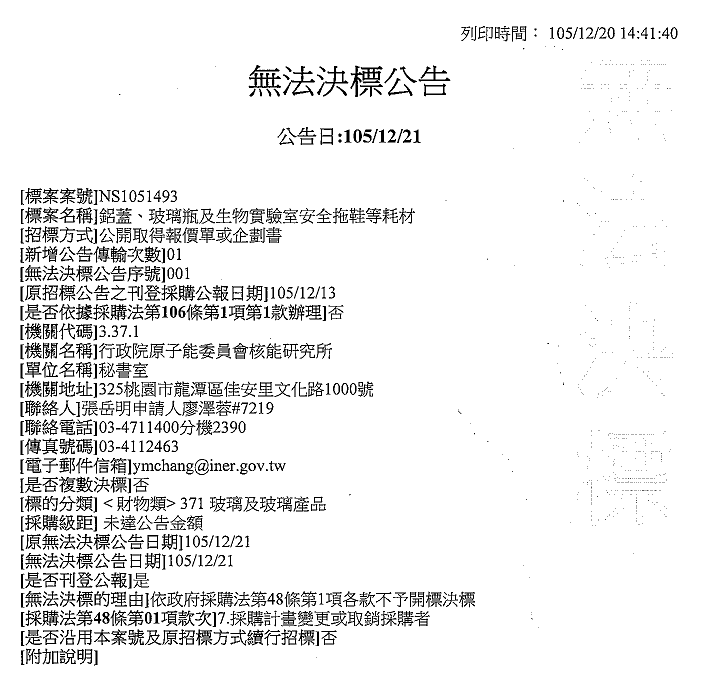 列印時間： 105/12/20 14:41:40
無法決標公告
公告日:105/12/21
[標案案號]NS1051493
[標案名稱]鋁蓋、玻璃瓶及生物實驗室安全拖鞋等耗材
[招標方式]公開取得報價單或企劃書
[新增公告傳輸次數]01
[無法決標公告序號]001
[原招標公告之刊登採購公報日期]105/12/13
[是否依據採購法第106條第1項第1款辦理]否
[機關代碼]3.37.1
[機關名稱]行政院原子能委員會核能研究所
[單位名稱]秘書室
[機關地址]325桃園市龍潭區佳安里文化路1000號
[聯絡人]張岳明申請人廖澤蓉#7219
[聯絡電話]03-4711400分機2390
[傳真號碼]03-4112463
[電子郵件信箱]ymchang@iner.gov.tw
[是否複數決標]否
[標的分類] < 財物類> 371 玻璃及玻璃產品
[採購級距] 未達公告金額
[原無法決標公告日期]105/12/21
[無法決標公告日期]105/12/21
[是否刊登公報]是
[無法決標的理由]依政府採購法第48條第1項各款不予開標決標
[採購法第48條第01項款次]7.採購計畫變更或取銷採購者
[是否沿用本案號及原招標方式續行招標]否
[附加說明]
無法決標